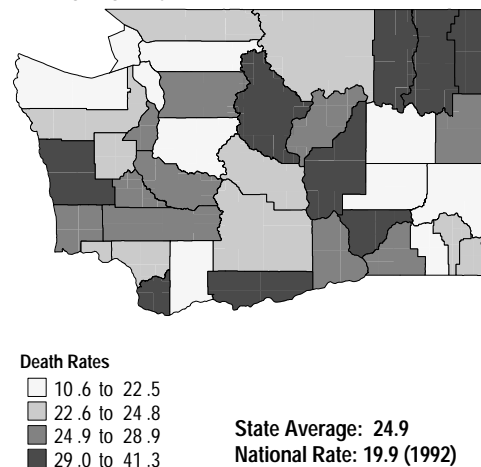 Death Rates
10.6 to 22.5
22.6 to 24.8
24.9 to 28.9
29.0 to 41.3
State Average: 24.9
National Rate: 19.9 (1992)